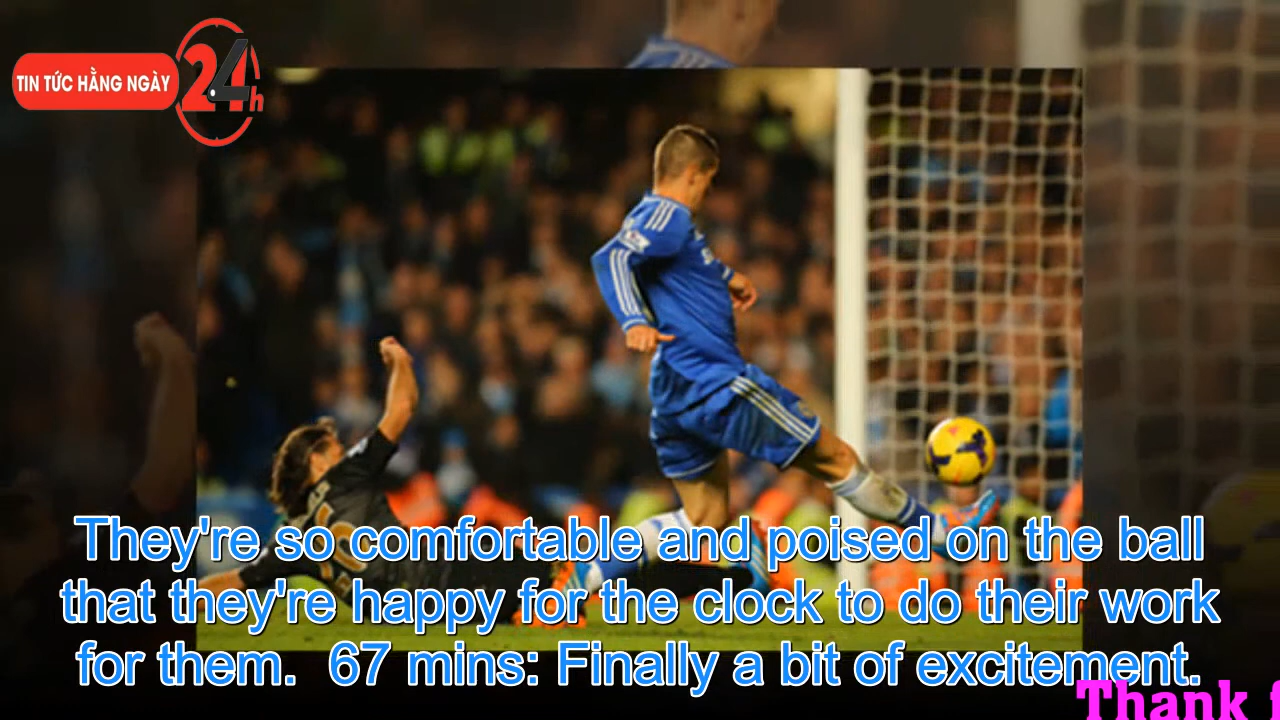 TIN TỨC HẰNG NGÀY 24h
They're so comfortable and poised on the ball
that they're happy for the clock to do their work
for them. 67 mins: Finally a bit of excitement.
Thank